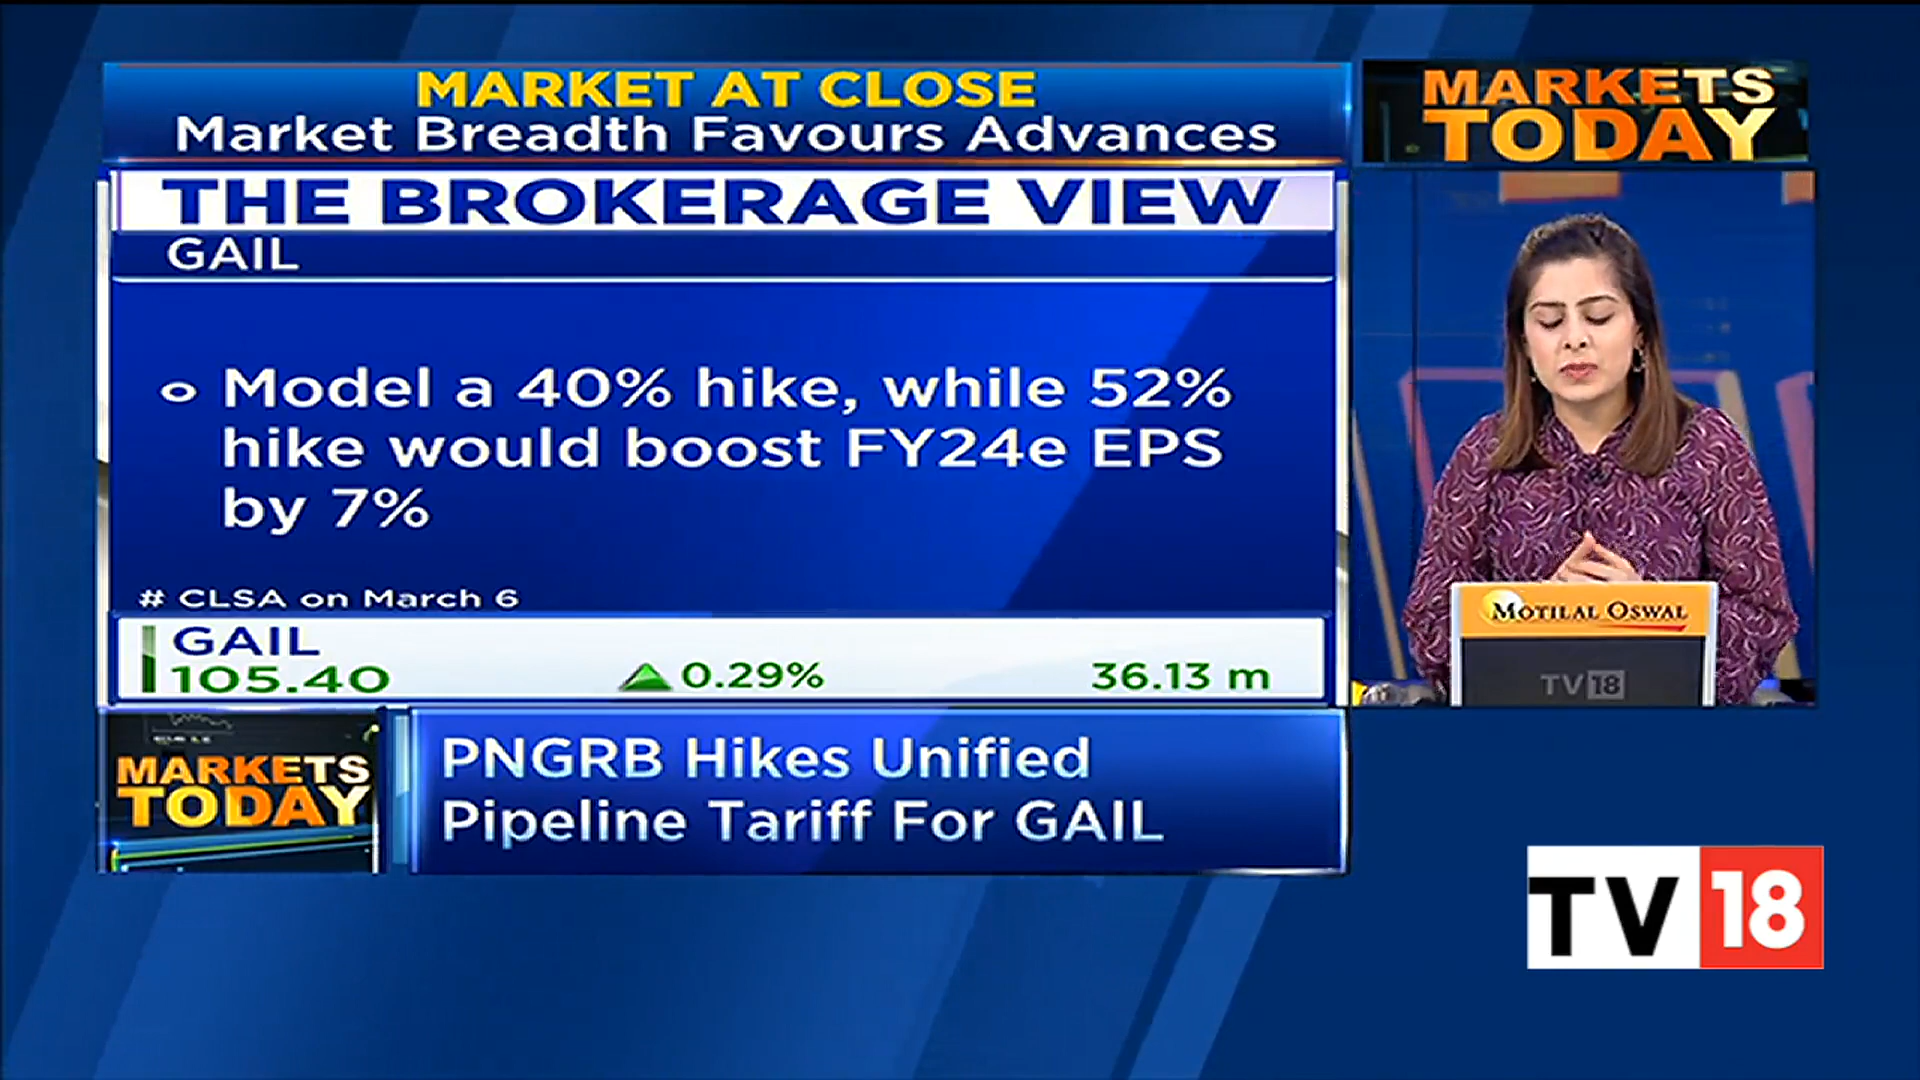 MARKET AT CLOSE
Market Breadth Favours Advances
MARKETS
TODAY
THE BROKERAGE VIEW
GAIL
Model a 40% hike, while 52%
hike would boost FY24e EPS
by 7%
# CLSA on March 6
GAIL
105.40 0.29% 36.13 m
MOTILAL OSWAL
TV18
MARKETS
TODAY
PNGRB Hikes Unified
Pipeline Tariff For GAIL
TV18